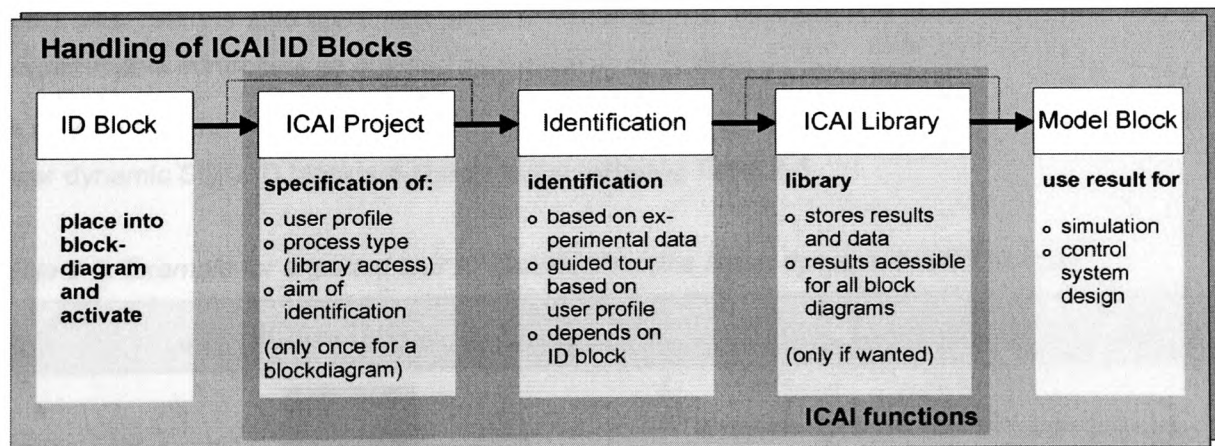 Handling of ICAI ID Blocks
ID Block
place into
block-
diagram
and
activate
ICAI Project
specification of:
o user profile
o process type
(library access)
o aim of
identification
(only once for a
blockdiagram)
Identification
identification
o based on ex-
perimental data
o guided tour
based on
user profile
o depends on
ID block
ICAI Library
library
o stores results
and data
o results acessible
for all block
diagrams
(only if wanted)
Model Block
use result for
o simulation
o control
system
design
ICAI functions